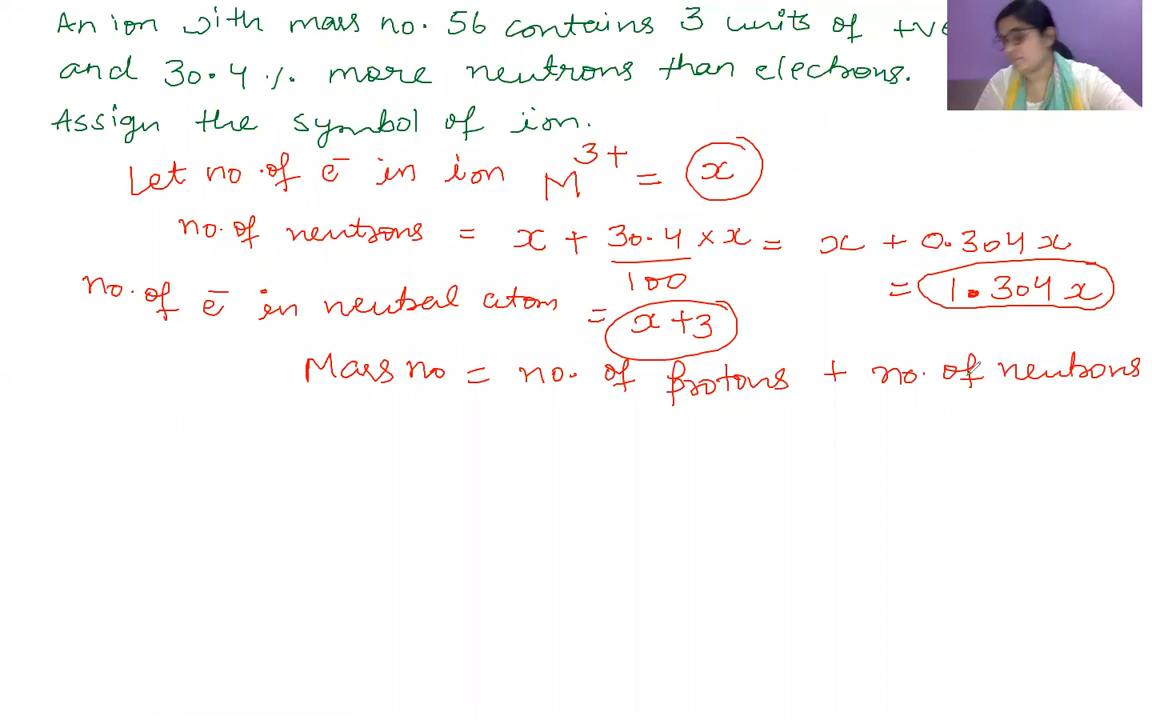 An ion with mass no. 56 contains 3 units of +ve
and 30.4 % more neutrons than electrons.
Assign the symbol of ion.
Let no. of e⁻ in ion M³⁺ = x
no. of neutrons = x + 30.4/100 × x = x + 0.304x
= 1.304x
no. of e⁻ in neutral atom = x + 3
Mass no = no. of protons + no. of neutrons